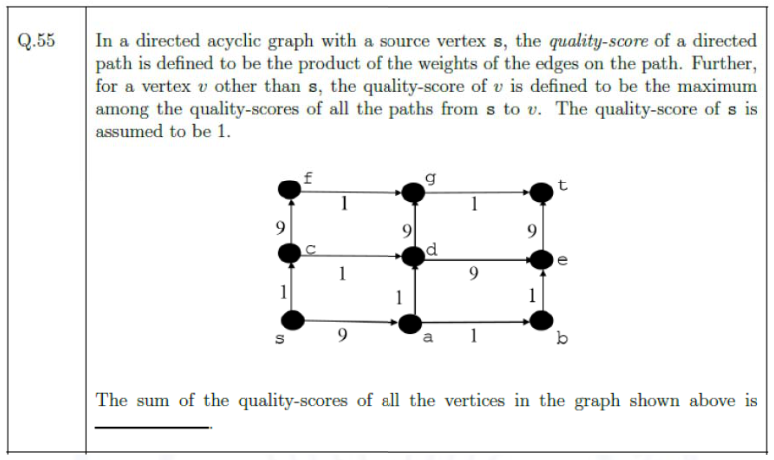 Q.55
In a directed acyclic graph with a source vertex s, the quality-score of a directed
path is defined to be the product of the weights of the edges on the path. Further,
for a vertex v other than s, the quality-score of v is defined to be the maximum
among the quality-scores of all the paths from s to v. The quality-score of s is
assumed to be 1.
f g t
1 1
9 9 9
c d e
1 9
1 1 1
s 9 a 1 b
The sum of the quality-scores of all the vertices in the graph shown above is